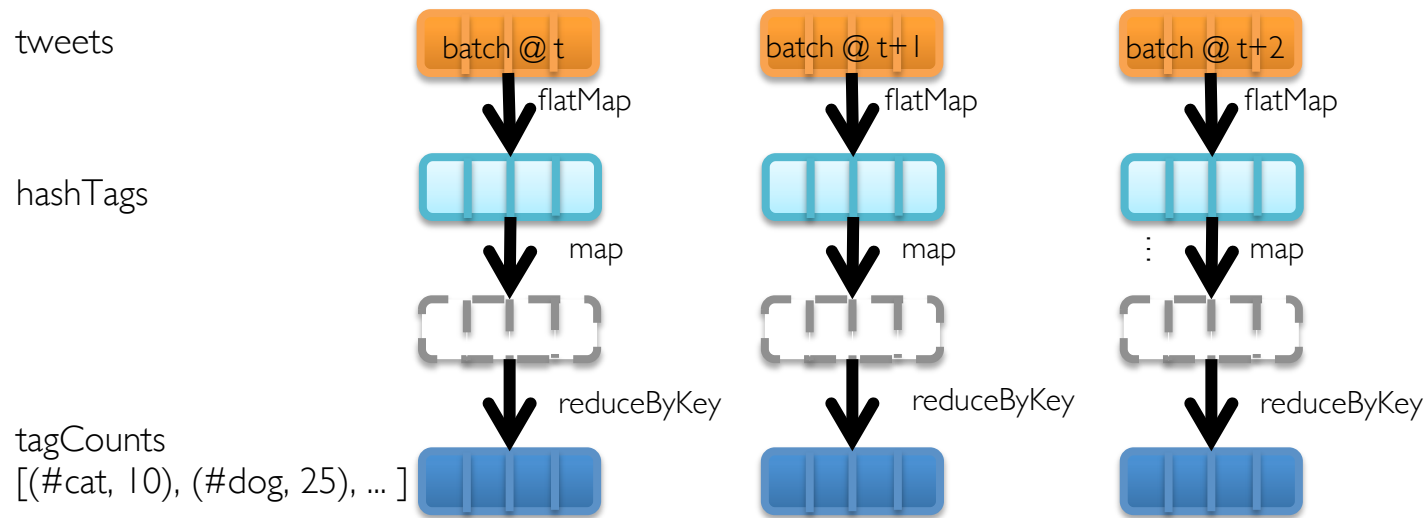 tweets
batch @ t
batch @ t+1
batch @ t+2
flatMap
flatMap
flatMap
hashTags
map
map
⋮
map
reduceByKey
reduceByKey
reduceByKey
tagCounts
[(#cat, 10), (#dog, 25), ... ]